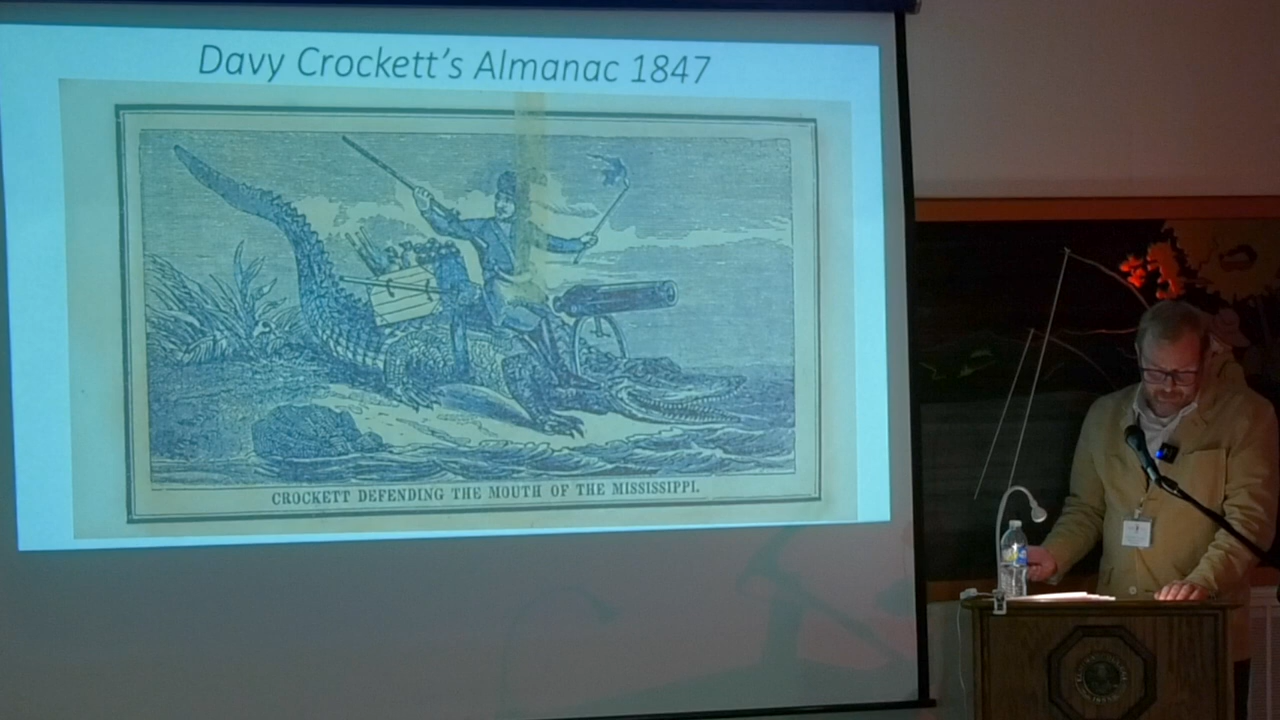 Davy Crockett's Almanac 1847
CROCKETT DEFENDING THE MOUTH OF THE MISSISSIPPI.